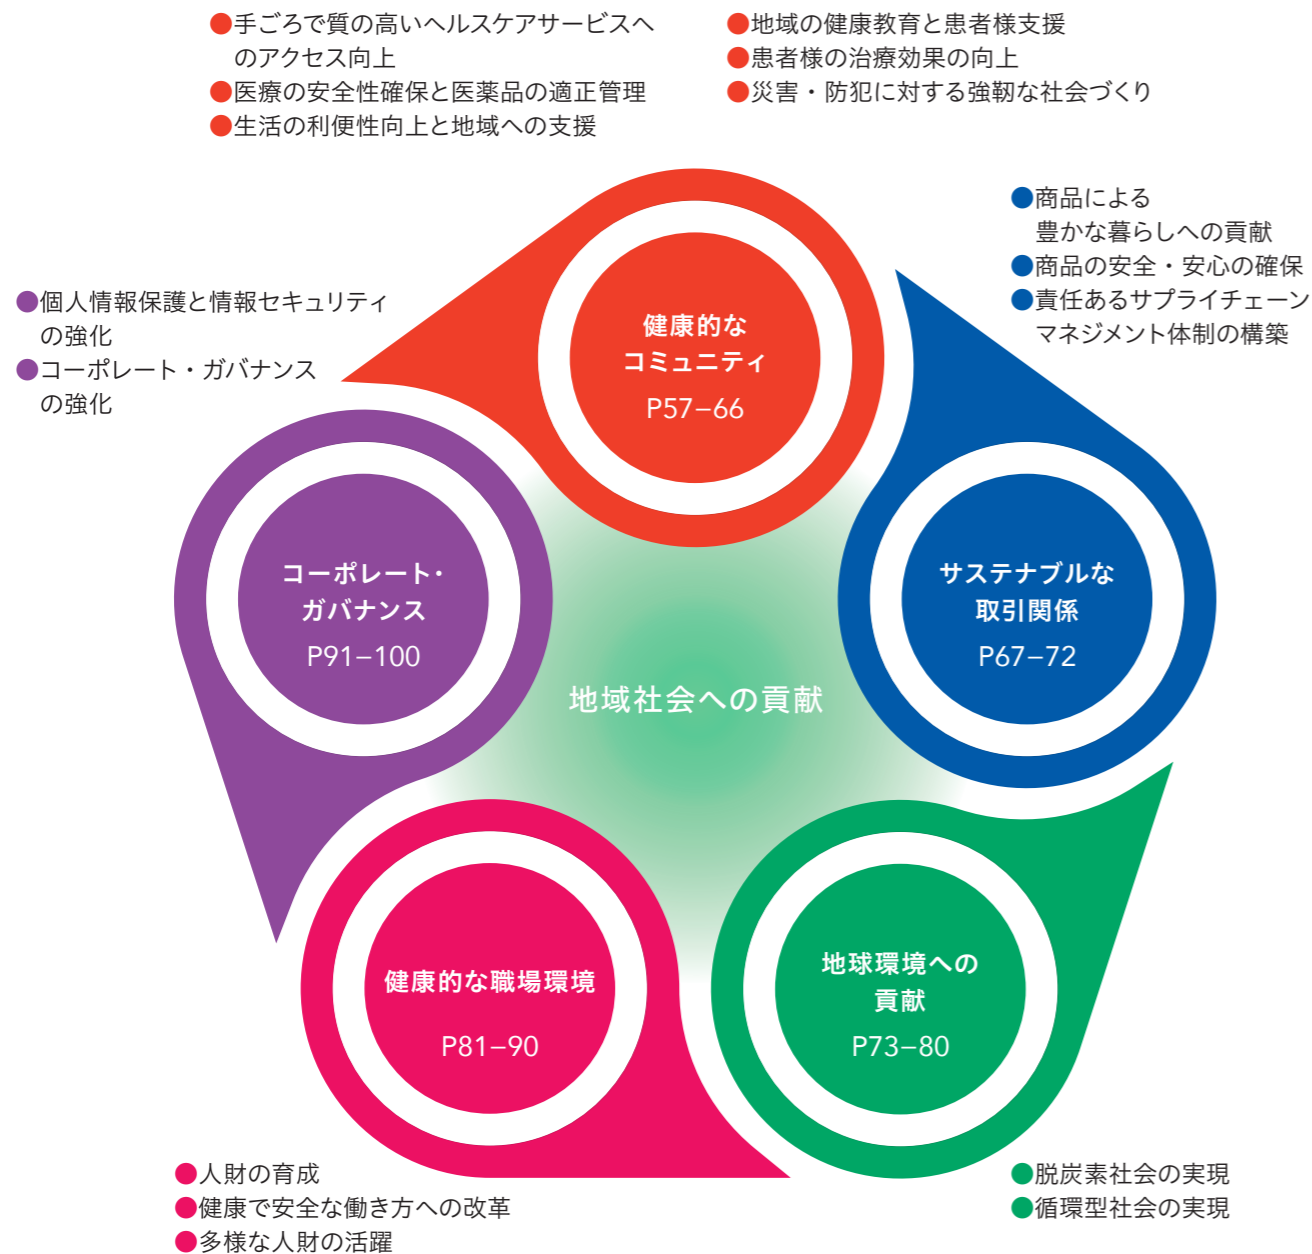 ●手ごろで質の高いヘルスケアサービスへ
のアクセス向上
●医療の安全性確保と医薬品の適正管理
●生活の利便性向上と地域への支援
●地域の健康教育と患者様支援
●患者様の治療効果の向上
●災害・防犯に対する強靭な社会づくり
●商品による
豊かな暮らしへの貢献
●商品の安全・安心の確保
●責任あるサプライチェーン
マネジメント体制の構築
●個人情報保護と情報セキュリティ
の強化
●コーポレート・ガバナンス
の強化
健康的な
コミュニティ
P57−66
コーポレート・
ガバナンス
P91−100
サステナブルな
取引関係
P67−72
地域社会への貢献
健康的な職場環境
P81−90
地球環境への
貢献
P73−80
●人財の育成
●健康で安全な働き方への改革
●多様な人財の活躍
●脱炭素社会の実現
●循環型社会の実現